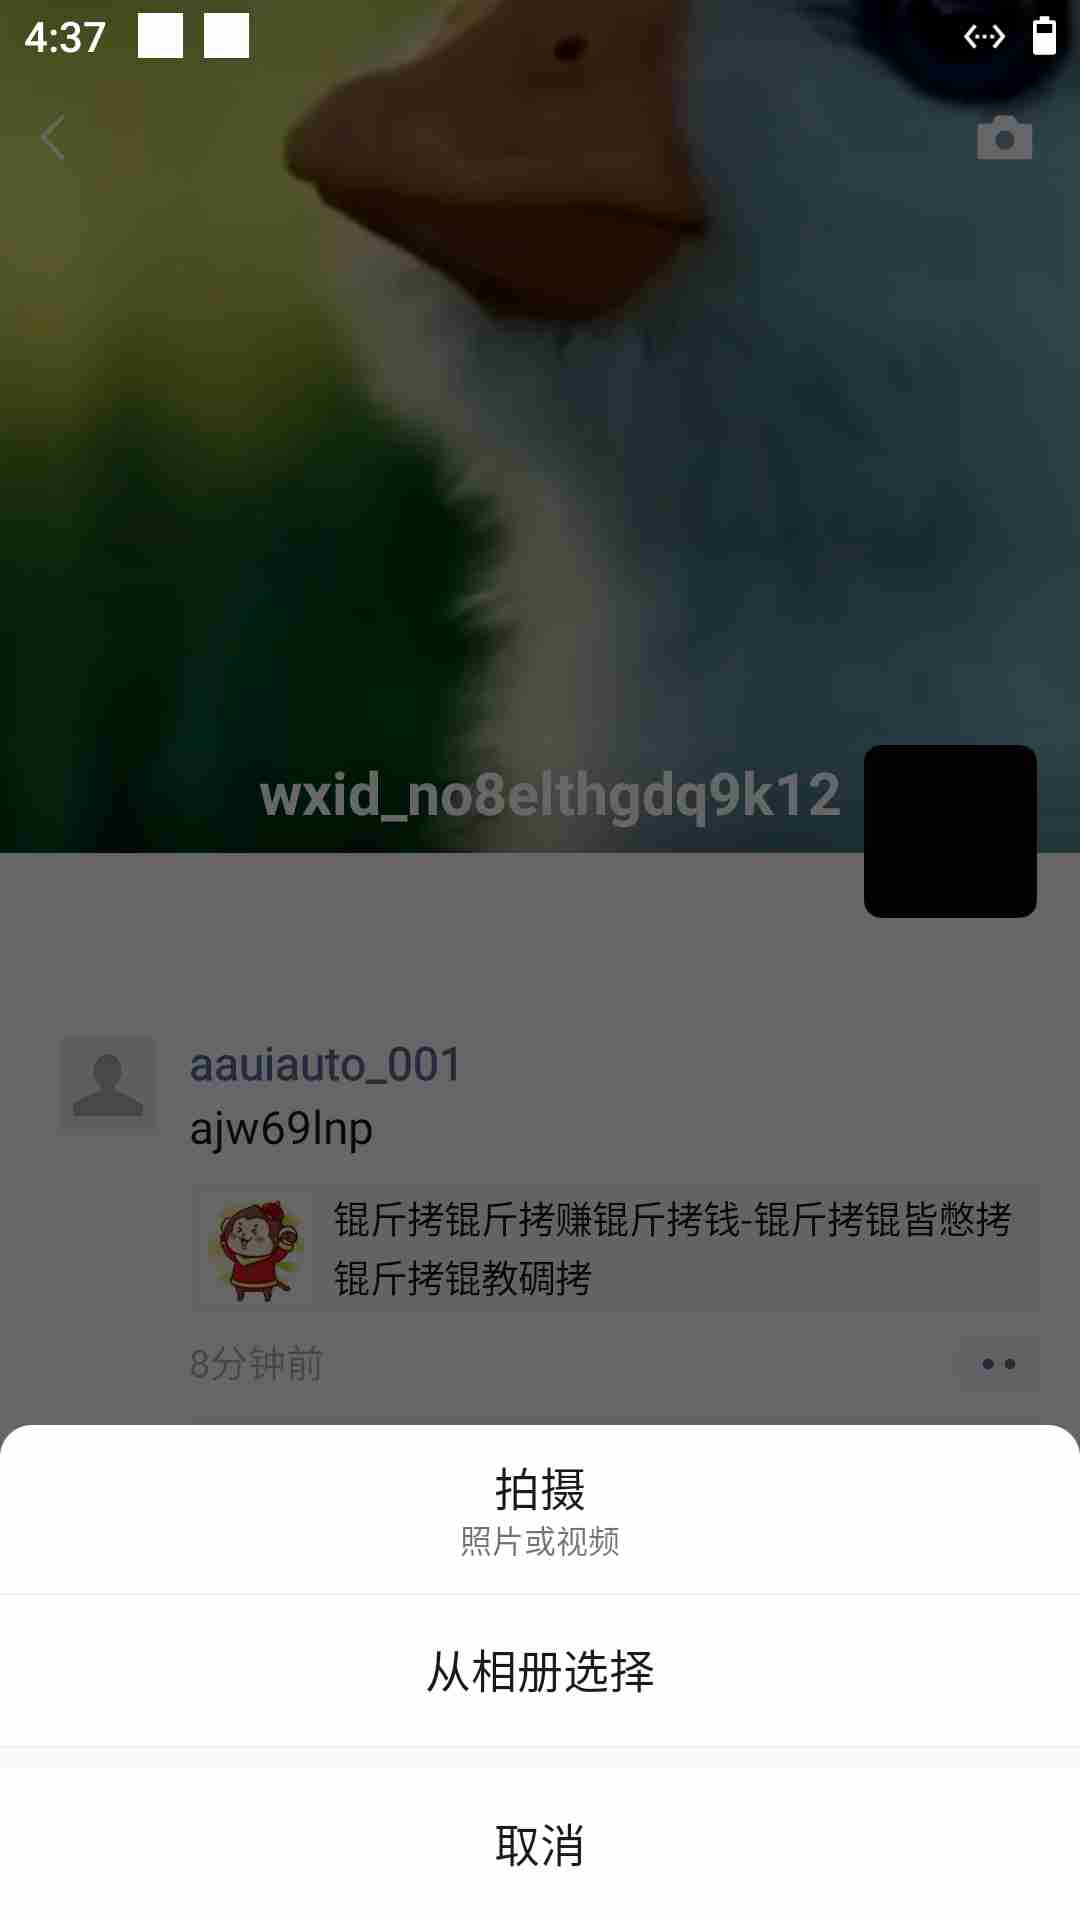 4:37
wxid_no8elthgdq9k12
aauiauto_001
ajw69lnp
锟斤拷锟斤拷赚锟斤拷钱-锟斤拷锟皆憋拷
锟斤拷锟教碉拷
8分钟前
拍摄
照片或视频
从相册选择
取消